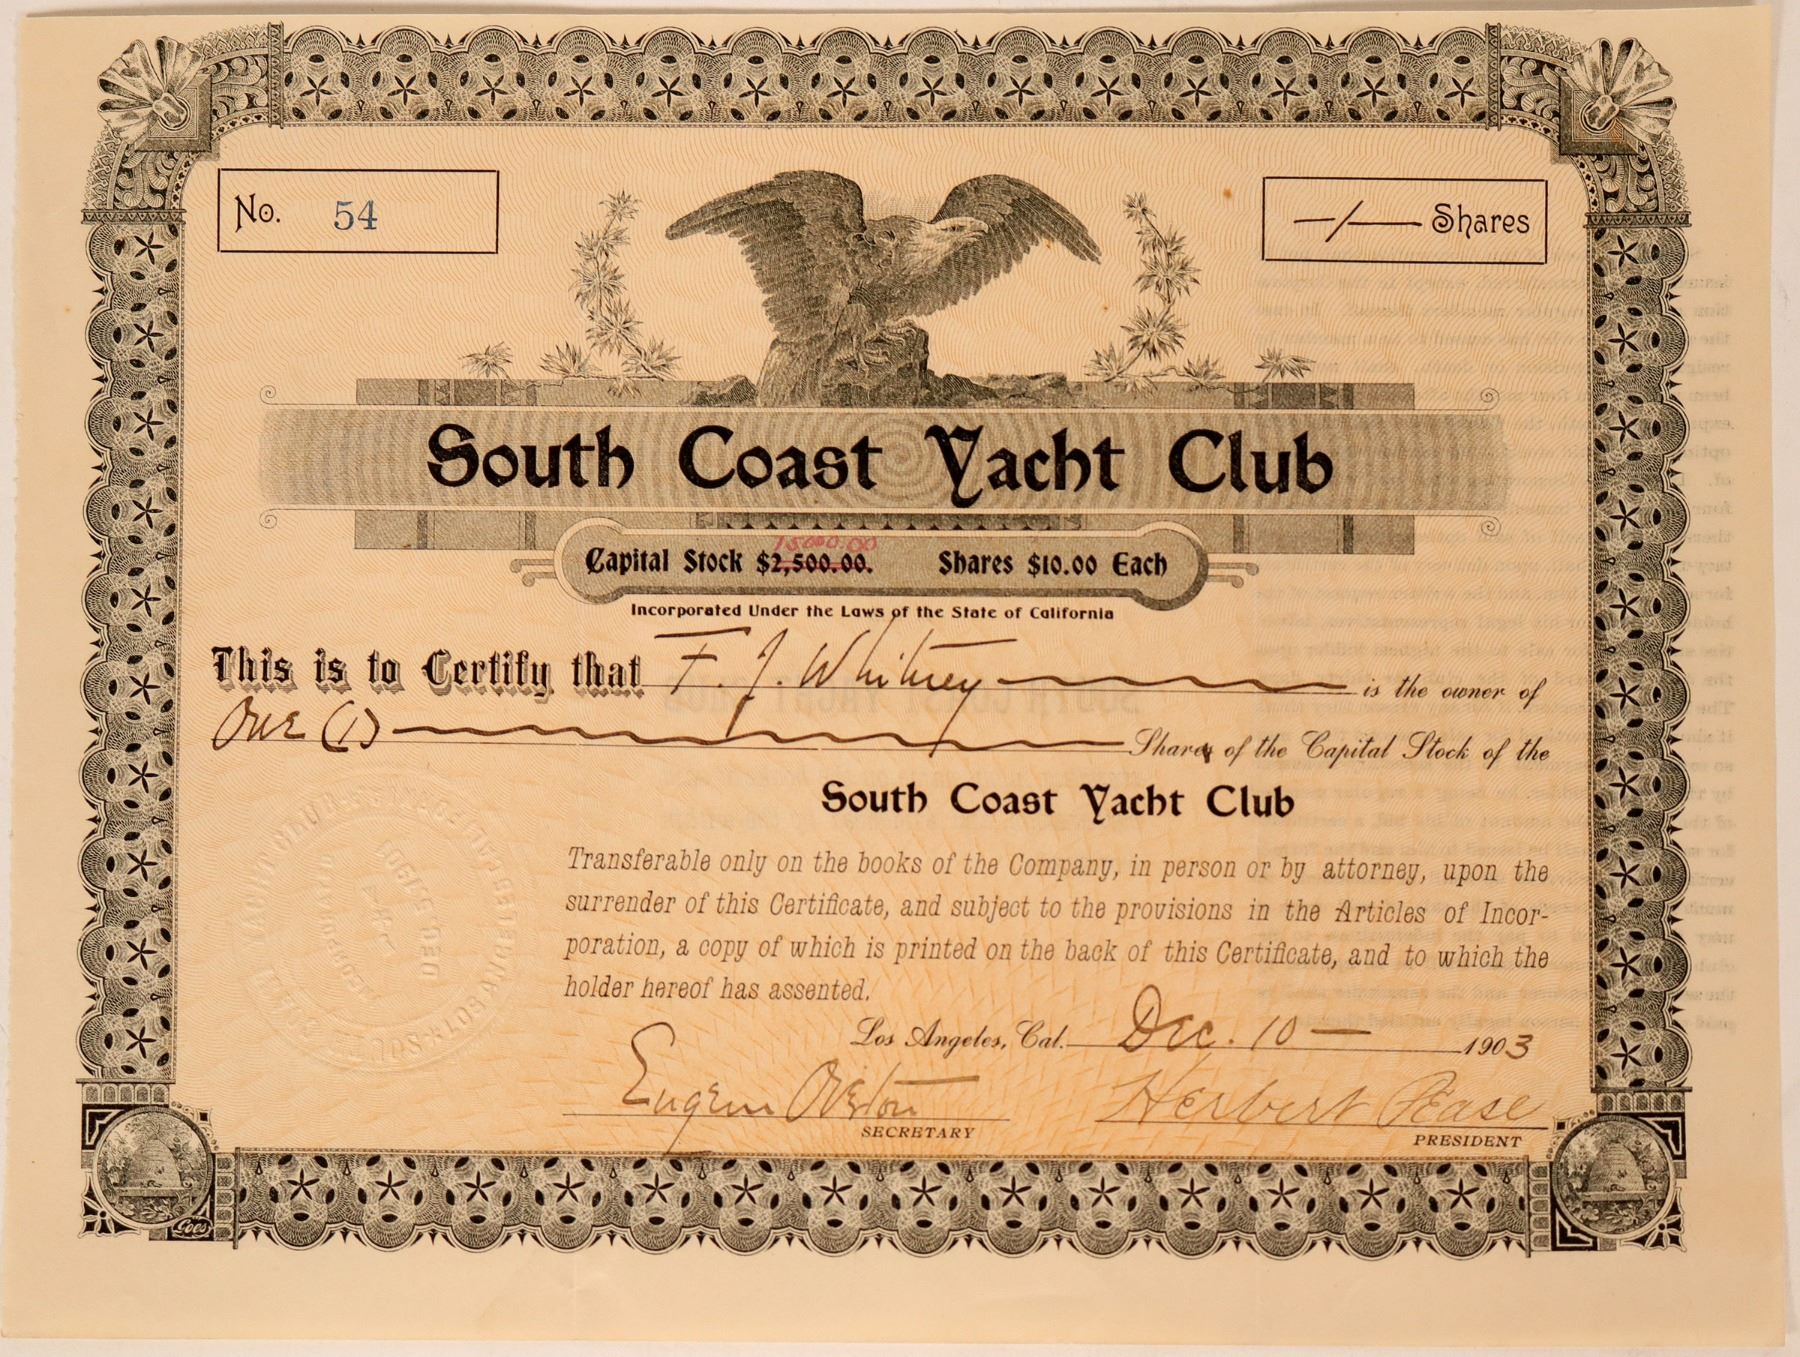 No. 54
—/— Shares
South Coast Yacht Club
15000.00
Capital Stock $2,500.00. Shares $10.00 Each
Incorporated Under the Laws of the State of California
This is to Certify that F. J. Whitney is the owner of
One (1) Shares of the Capital Stock of the
South Coast Yacht Club
Transferable only on the books of the Company, in person or by attorney, upon the
surrender of this Certificate, and subject to the provisions in the Articles of Incor-
poration, a copy of which is printed on the back of this Certificate, and to which the
holder hereof has assented.
Los Angeles, Cal. Dec. 10 — 1903
Eugene Overton
SECRETARY
Herbert Pease
PRESIDENT
Goes